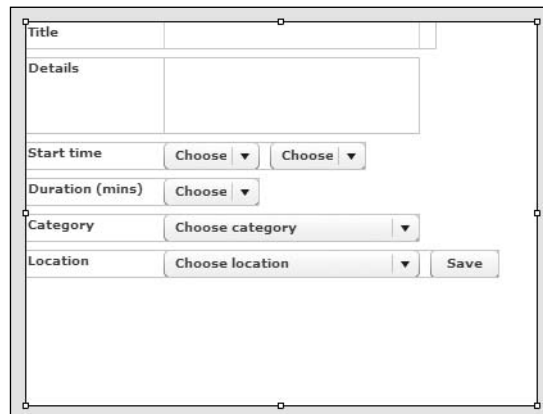 Title
Details
Start time Choose Choose
Duration (mins) Choose
Category Choose category
Location Choose location Save